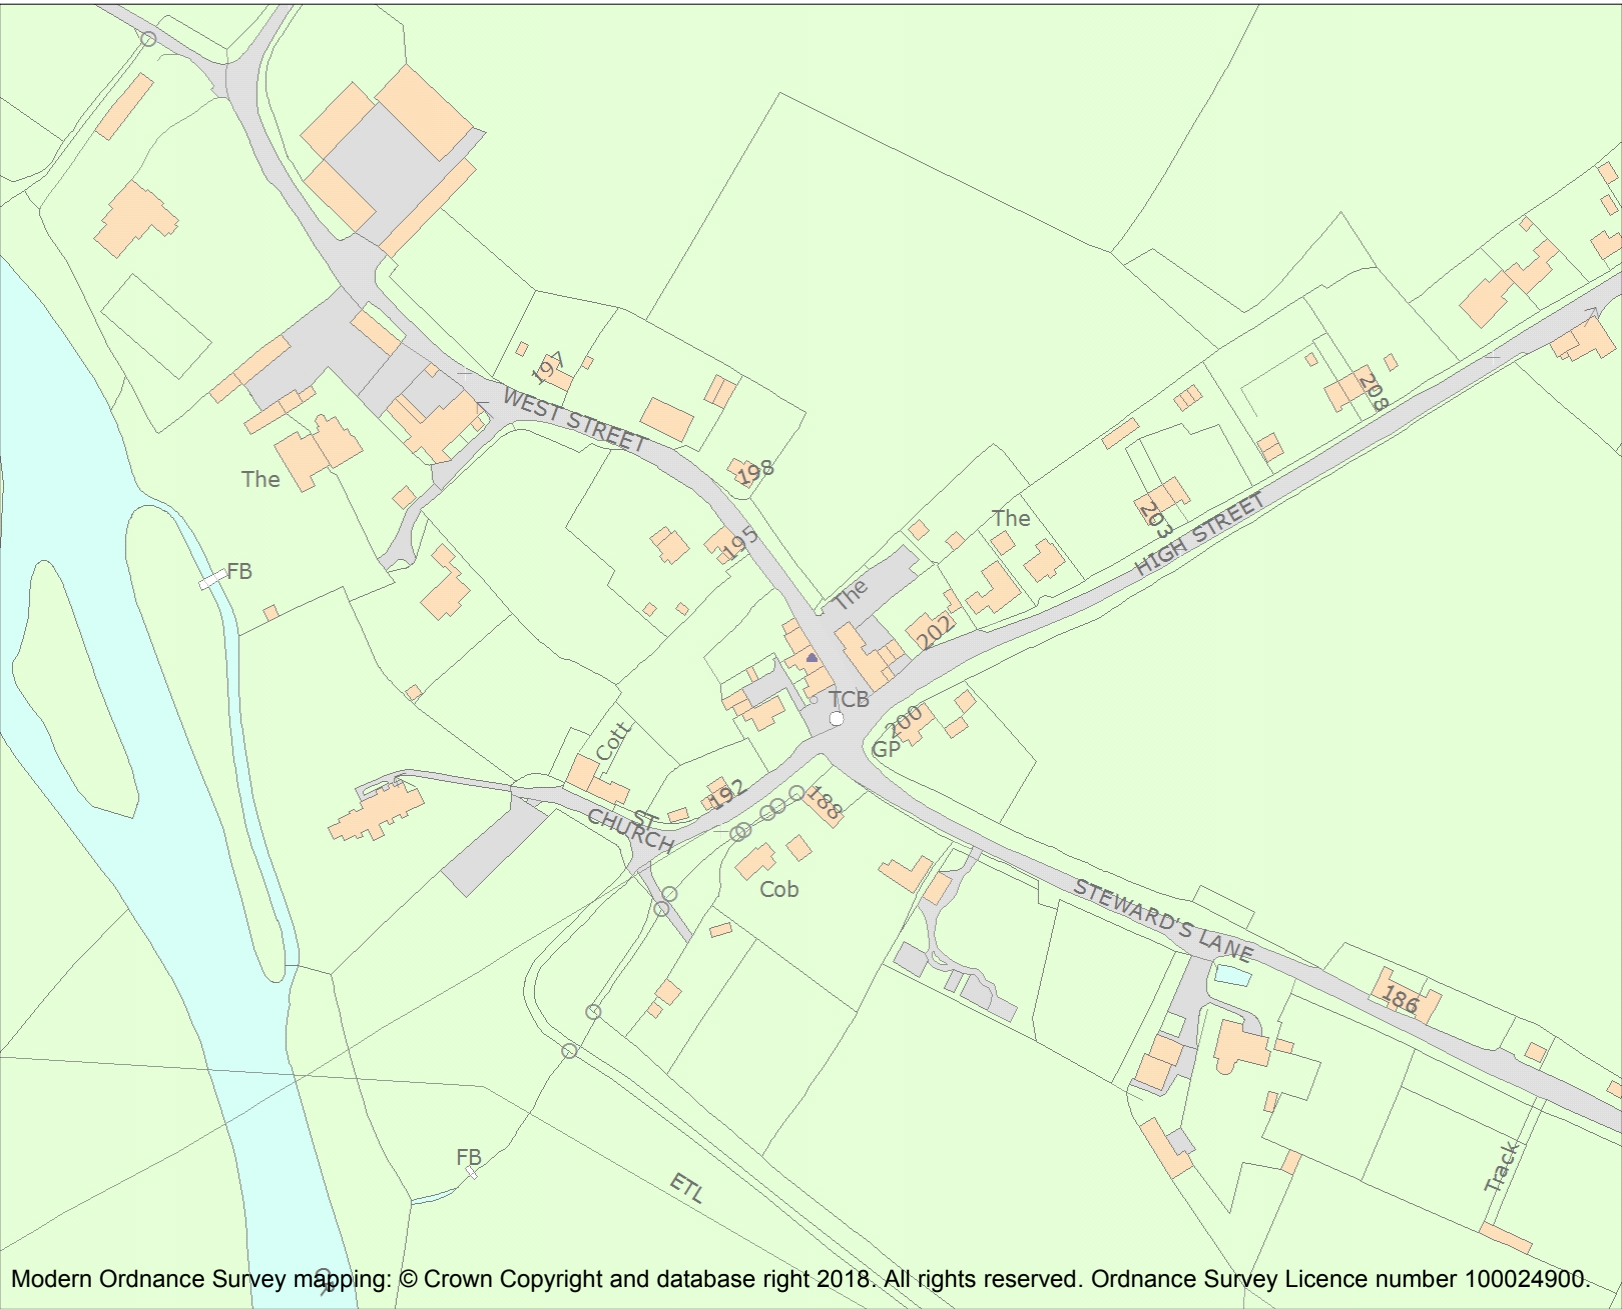 197
WEST STREET
208
The
198
203
HIGH STREET
The
195
FB
The
202
TCB
200
GP
Cott
192
188
CHURCH
ST
Cob
STEWARD'S LANE
186
Track
FB
ETL
Modern Ordnance Survey mapping: © Crown Copyright and database right 2018. All rights reserved. Ordnance Survey Licence number 100024900.